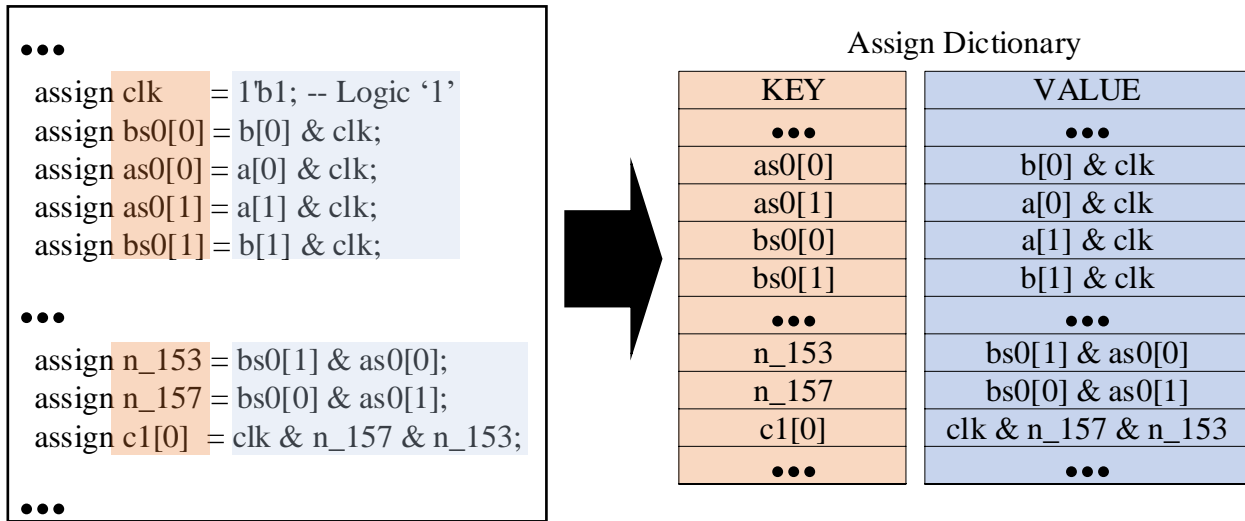 •••
assign clk = 1'b1; -- Logic ‘1’
assign bs0[0] = b[0] & clk;
assign as0[0] = a[0] & clk;
assign as0[1] = a[1] & clk;
assign bs0[1] = b[1] & clk;
•••
assign n_153 = bs0[1] & as0[0];
assign n_157 = bs0[0] & as0[1];
assign c1[0] = clk & n_157 & n_153;
•••
Assign Dictionary
KEY VALUE
••• •••
as0[0] b[0] & clk
as0[1] a[0] & clk
bs0[0] a[1] & clk
bs0[1] b[1] & clk
••• •••
n_153 bs0[1] & as0[0]
n_157 bs0[0] & as0[1]
c1[0] clk & n_157 & n_153
••• •••